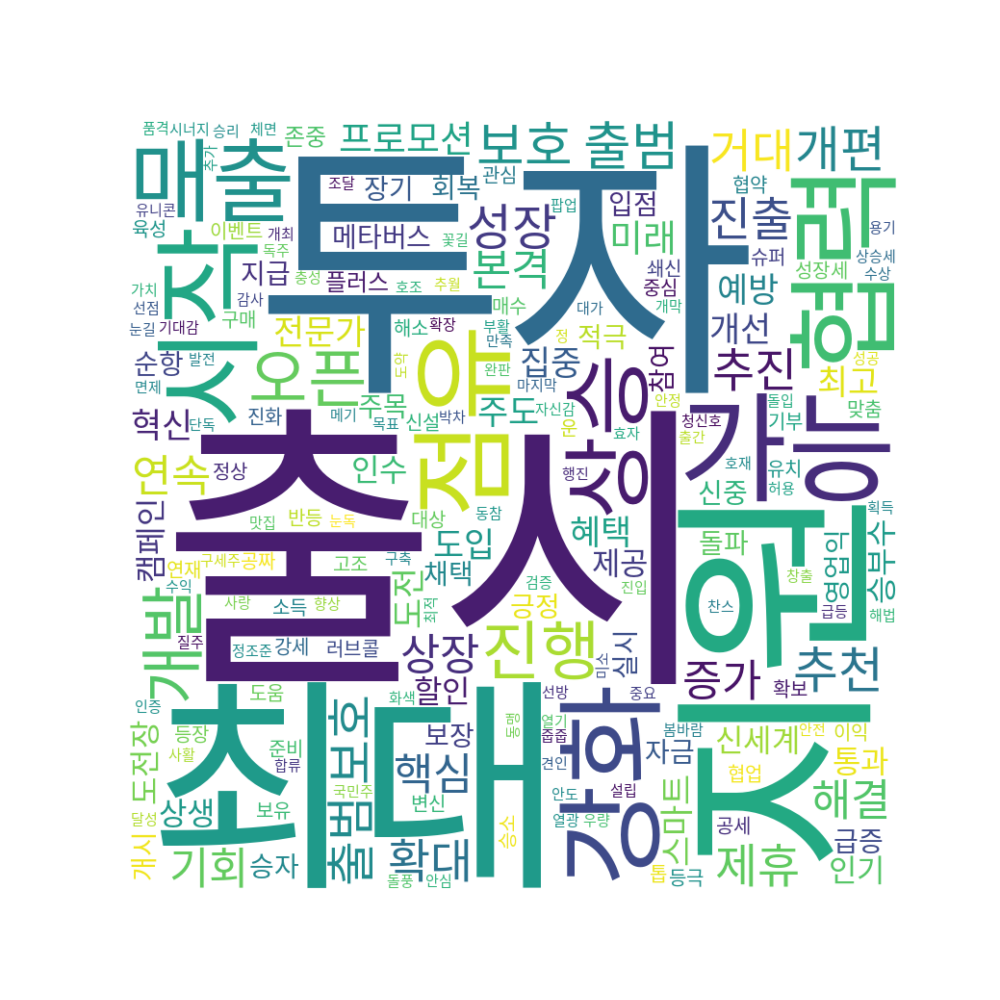 품격 시너지 승리 체면
추가
존중
프로모션
보호 출범
거대 개편
목출
투자
조달 장기 회복 관심
협약
협력
유니콘
육성
이벤트 개최
독주
메타버스
꽃길
성장
팝업
입점
미래
진출
슈퍼
용기
상승세
성장세 수상
시작
지급
감사
충성
플러스
호조
추월
본격
매수
쇄신
중심
예방
대가
개막
가치
선점
눈길
기대감
구매
전문가
해소
확장
부활
만족
정
적극
개선
순항
발전
면제
오픈
도약
점유
완판
집중
참여
추진
최고
성공
맞춤
혁신
단독
진화
주목
메기
목표
신설
박차
주도
자신감
마지막
운
안정
상승
청신호
출간
돌입
기부
가
이
연속
정상
인수
효자
행진
신중
호재
유치
허용
획득
출시
캠페인
맛집
반등
눈독
대상
동참
혜택
돌파
영업익
승부수
연재
구세주
공짜
고조
구축
도입
제공
지원
창출
수익
사랑
소득
향상
도전
최적
채택
검증
긍정
진입
찬스
급등
해법
개발
질주
정조준
강세
러브콜
상장
진행
미소
실시
증가
확보
추천
인증
도움
화색
할인
선방
중요
최대
강화
봄바람
안전
이익
도전장
등장
사활
준비
합류
출범보호
보장
핵심
동맹
열기
줍줍
견인
자금
신세계
협업
통과
상생
보유
국민주
변신
안도
설립
스마트
조
해결
달성
개시
기회
승자
돌풍
확대
안심
승소
열광
우량
톱
등극
공세
제휴
급증
인기